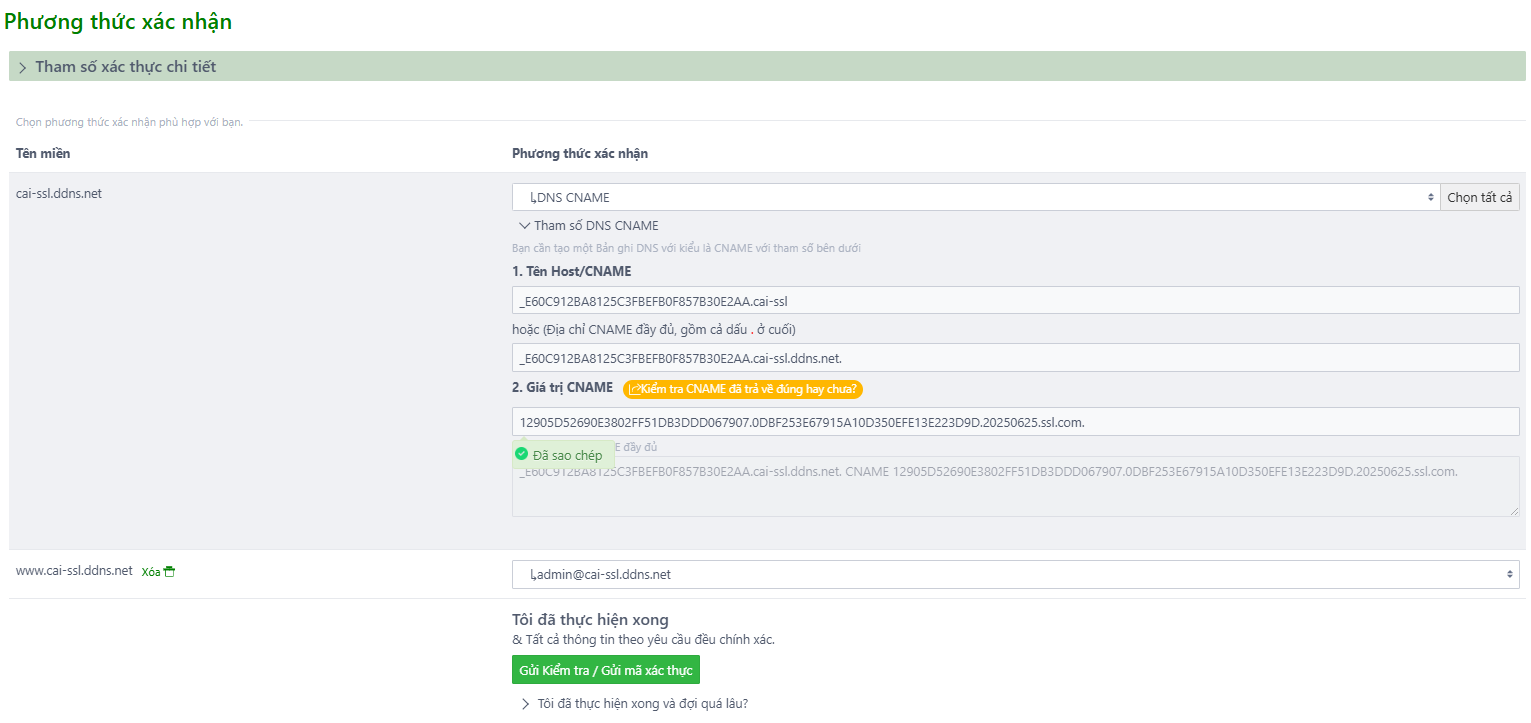 Phương thức xác nhận
Tham số xác thực chi tiết
Chọn phương thức xác nhận phù hợp với bạn.
Tên miền Phương thức xác nhận
cai-ssl.ddns.net
↳DNS CNAME Chọn tất cả
Tham số DNS CNAME
Bạn cần tạo một Bản ghi DNS với kiểu là CNAME với tham số bên dưới
1. Tên Host/CNAME
_E60C912BA8125C3FBEFB0F857B30E2AA.cai-ssl
hoặc (Địa chỉ CNAME đầy đủ, gồm cả dấu . ở cuối)
_E60C912BA8125C3FBEFB0F857B30E2AA.cai-ssl.ddns.net.
2. Giá trị CNAME Kiểm tra CNAME đã trả về đúng hay chưa?
12905D52690E3802FF51DB3DDD067907.0DBF253E67915A10D350EFE13E223D9D.20250625.ssl.com.
Đã sao chép
đầy đủ
_E60C912BA8125C3FBEFB0F857B30E2AA.cai-ssl.ddns.net. CNAME 12905D52690E3802FF51DB3DDD067907.0DBF253E67915A10D350EFE13E223D9D.20250625.ssl.com.
www.cai-ssl.ddns.net Xóa
↳admin@cai-ssl.ddns.net
Tôi đã thực hiện xong
& Tất cả thông tin theo yêu cầu đều chính xác.
Gửi Kiểm tra / Gửi mã xác thực
Tôi đã thực hiện xong và đợi quá lâu?